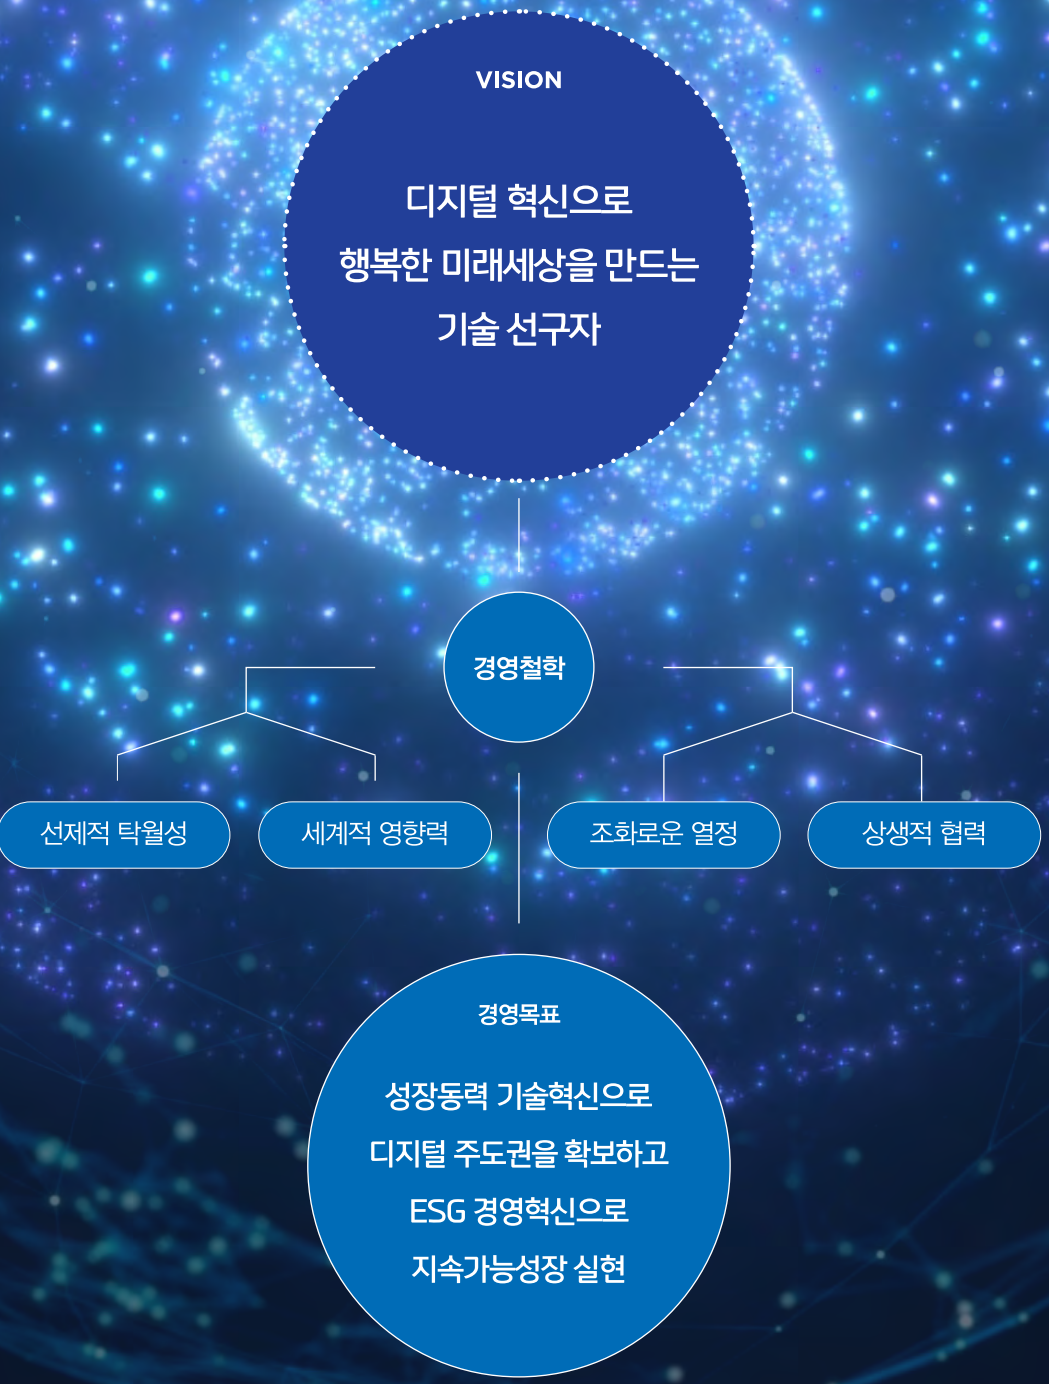 VISION
디지털 혁신으로
행복한 미래세상을 만드는
기술 선구자
경영철학
선제적 탁월성
세계적 영향력
조화로운 열정
상생적 협력
경영목표
성장동력 기술혁신으로
디지털 주도권을 확보하고
ESG 경영혁신으로
지속가능성장 실현